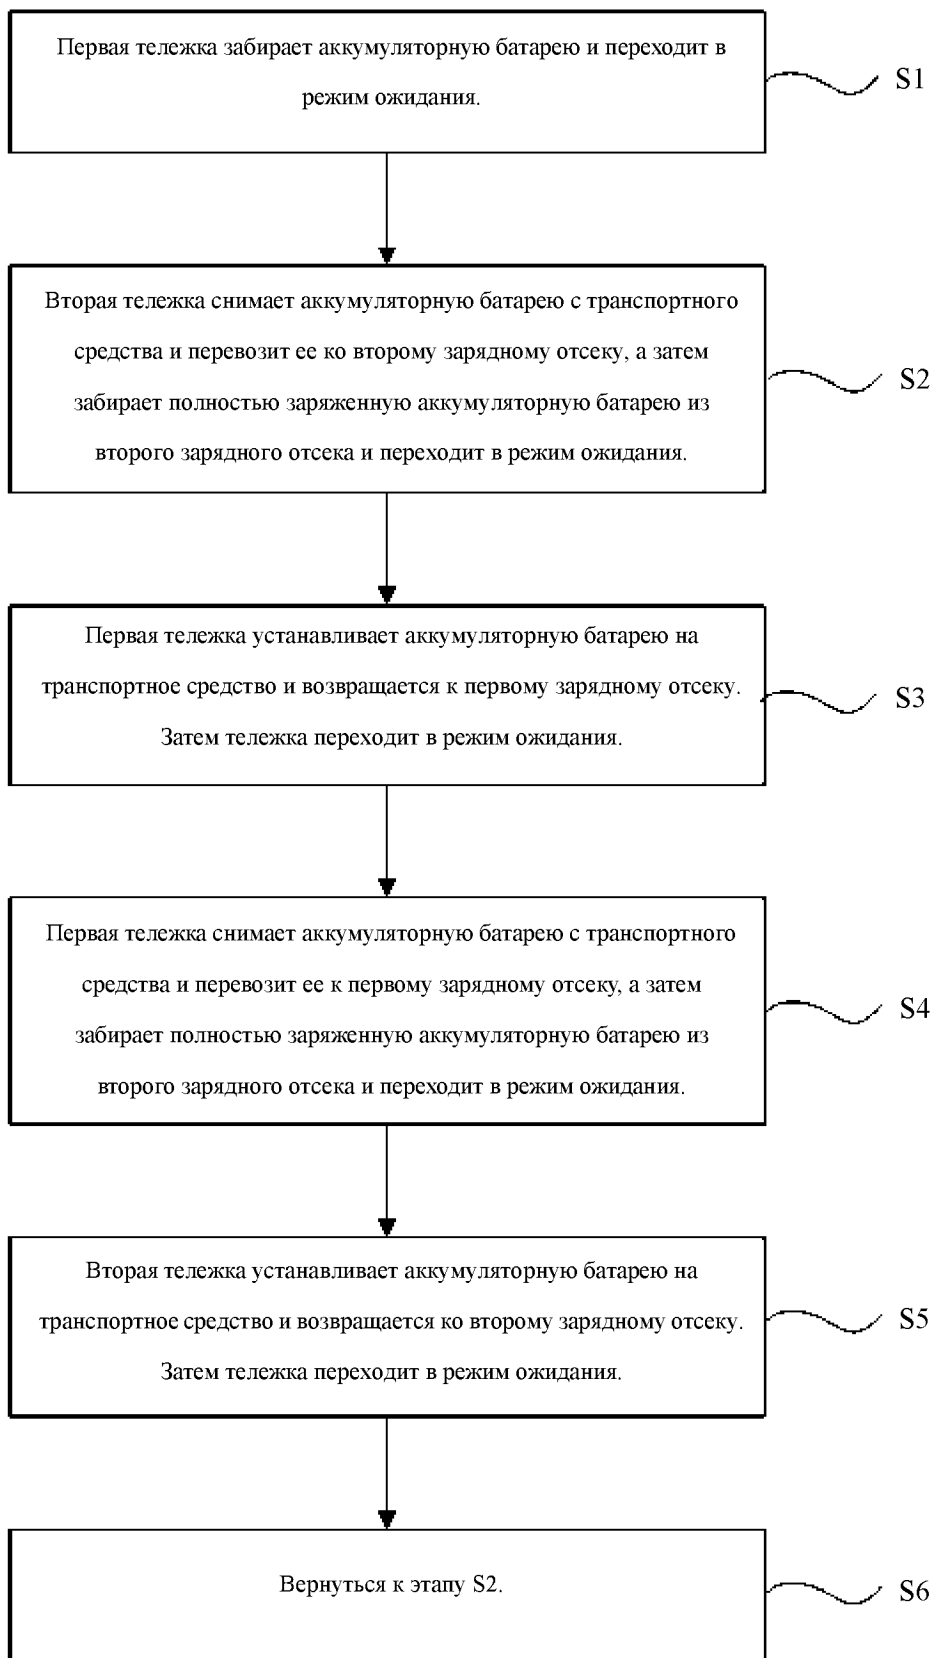 Первая тележка забирает аккумуляторную батарею и переходит в
режим ожидания.
S1
Вторая тележка снимает аккумуляторную батарею с транспортного
средства и перевозит ее ко второму зарядному отсеку, а затем
забирает полностью заряженную аккумуляторную батарею из
второго зарядного отсека и переходит в режим ожидания.
S2
Первая тележка устанавливает аккумуляторную батарею на
транспортное средство и возвращается к первому зарядному отсеку.
Затем тележка переходит в режим ожидания.
S3
Первая тележка снимает аккумуляторную батарею с транспортного
средства и перевозит ее к первому зарядному отсеку, а затем
забирает полностью заряженную аккумуляторную батарею из
второго зарядного отсека и переходит в режим ожидания.
S4
Вторая тележка устанавливает аккумуляторную батарею на
транспортное средство и возвращается ко второму зарядному отсеку.
Затем тележка переходит в режим ожидания.
S5
Вернуться к этапу S2.
S6